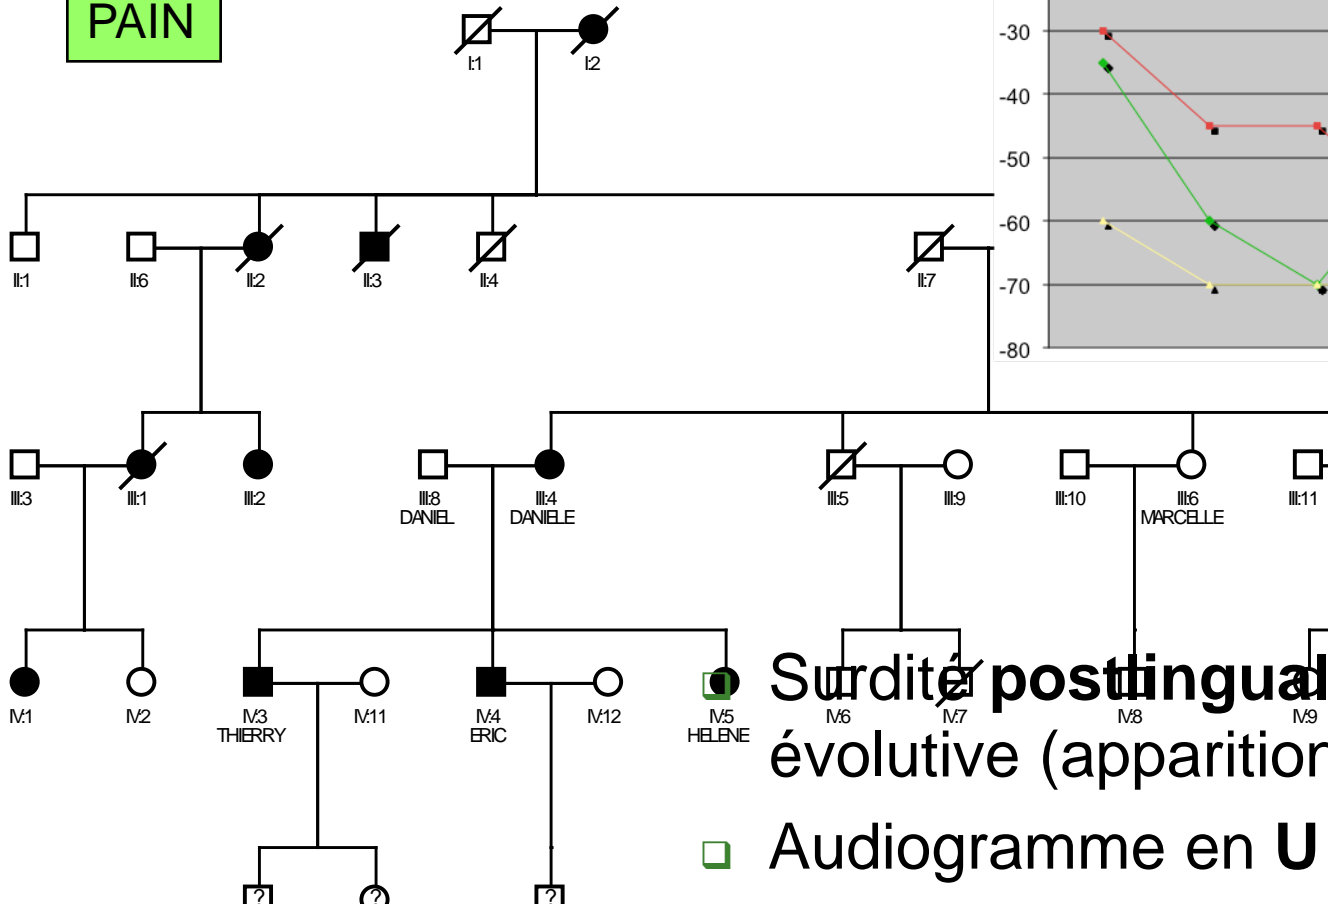 PAIN
I:1 I:2
-30
-40
-50
-60
-70
-80
II:1 II:6 II:2 II:3 II:4 II:7
III:3 III:1 III:2 III:8 III:4 III:5 III:9 III:10 III:6 III:11
DANIEL DANIELE MARCELLE
Surdité postlingual
IV:1 IV:2 IV:3 IV:11 IV:4 IV:12 IV:5 IV:6 IV:7 IV:8 IV:9
THIERRY ERIC HELENE
évolutive (apparition
Audiogramme en U
? ? ?